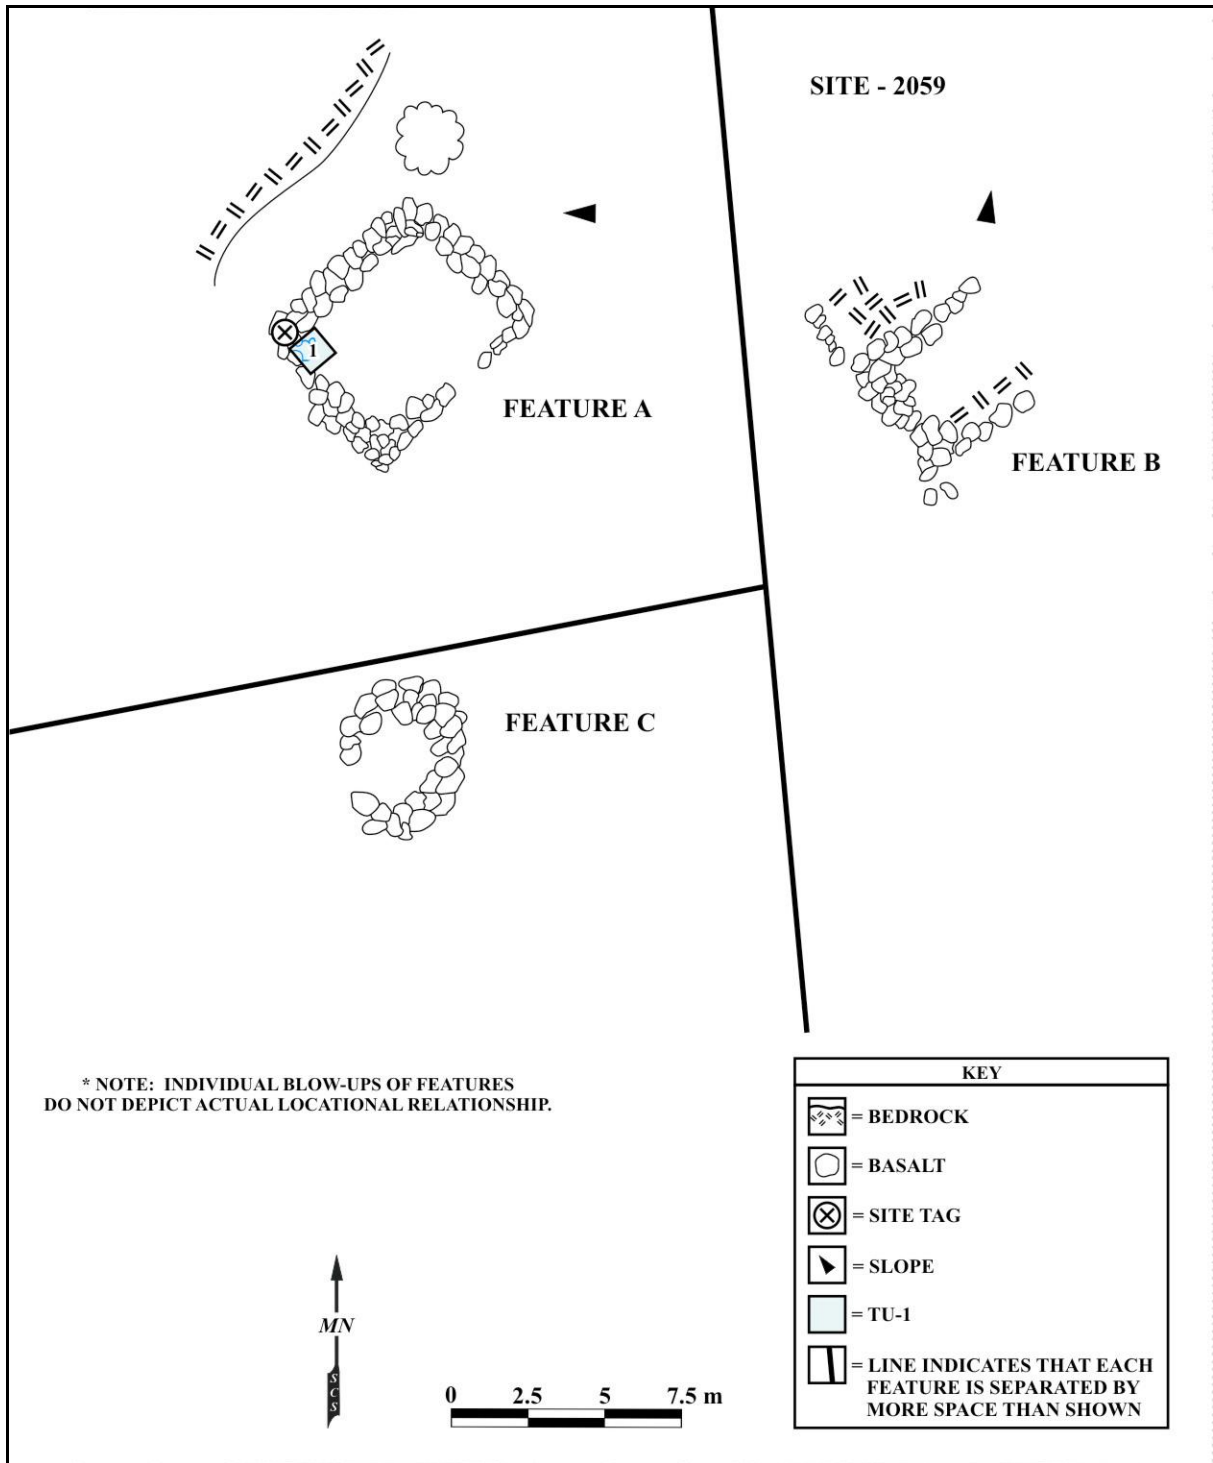 SITE - 2059
1
FEATURE A
FEATURE B
FEATURE C
* NOTE: INDIVIDUAL BLOW-UPS OF FEATURES
DO NOT DEPICT ACTUAL LOCATIONAL RELATIONSHIP.
KEY
= BEDROCK
= BASALT
= SITE TAG
= SLOPE
= TU-1
= LINE INDICATES THAT EACH
FEATURE IS SEPARATED BY
MORE SPACE THAN SHOWN
MN
SCS
0 2.5 5 7.5 m